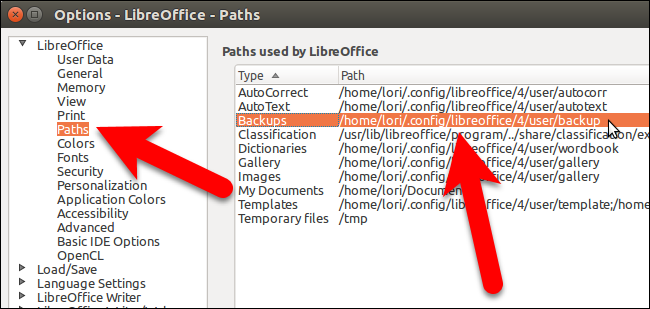 Options - LibreOffice - Paths
LibreOffice
User Data
General
Memory
View
Print
Paths
Colors
Fonts
Security
Personalization
Application Colors
Accessibility
Advanced
Basic IDE Options
OpenCL
Load/Save
Language Settings
LibreOffice Writer
Paths used by LibreOffice
Type Path
AutoCorrect /home/lori/.config/libreoffice/4/user/autocorr
AutoText /home/lori/.config/libreoffice/4/user/autotext
Backups /home/lori/.config/libreoffice/4/user/backup
Classification /usr/lib/libreoffice/program/../share/classification/ex
Dictionaries /home/lori/.config/libreoffice/4/user/wordbook
Gallery /home/lori/.config/libreoffice/4/user/gallery
Images /home/lori/.config/libreoffice/4/user/gallery
My Documents /home/lori/Docum
Templates /home/lori/.config/libreoffice/4/user/template;/home
Temporary files /tmp